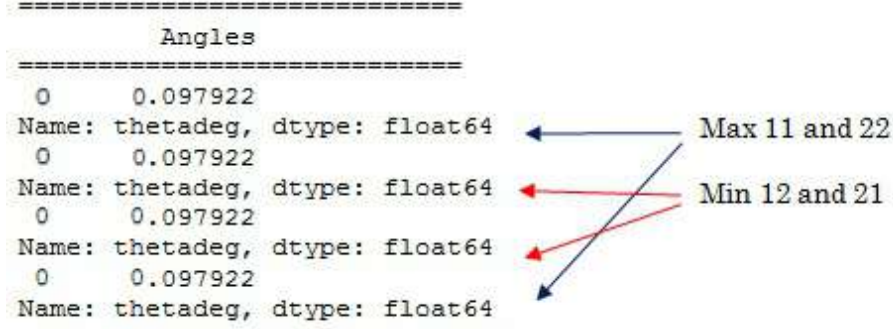 ============================
Angles
============================
0 0.097922
Name: thetadeg, dtype: float64
0 0.097922
Name: thetadeg, dtype: float64
0 0.097922
Name: thetadeg, dtype: float64
0 0.097922
Name: thetadeg, dtype: float64
Max 11 and 22
Min 12 and 21